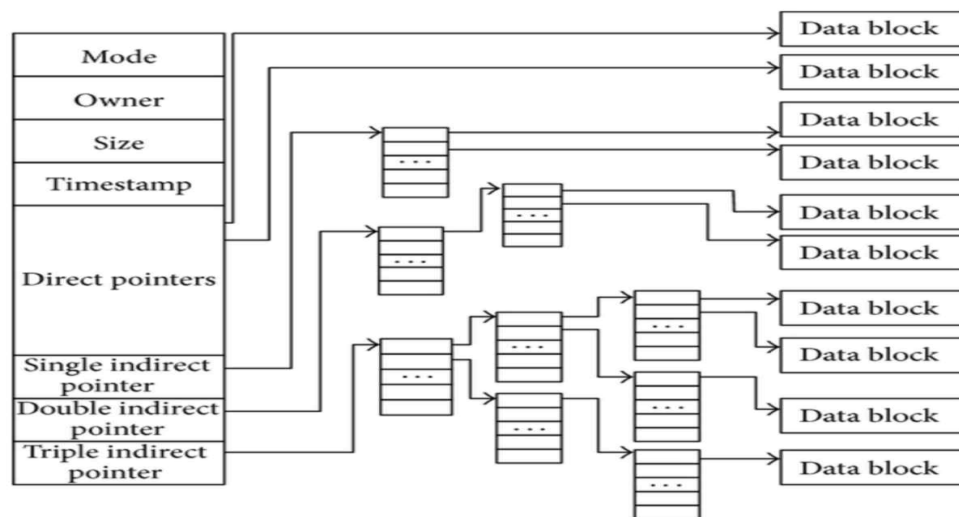 Mode
Owner
Size
Timestamp
Direct pointers
Single indirect
pointer
Double indirect
pointer
Triple indirect
pointer
...
...
...
...
...
...
...
...
...
Data block
Data block
Data block
Data block
Data block
Data block
Data block
Data block
Data block
Data block